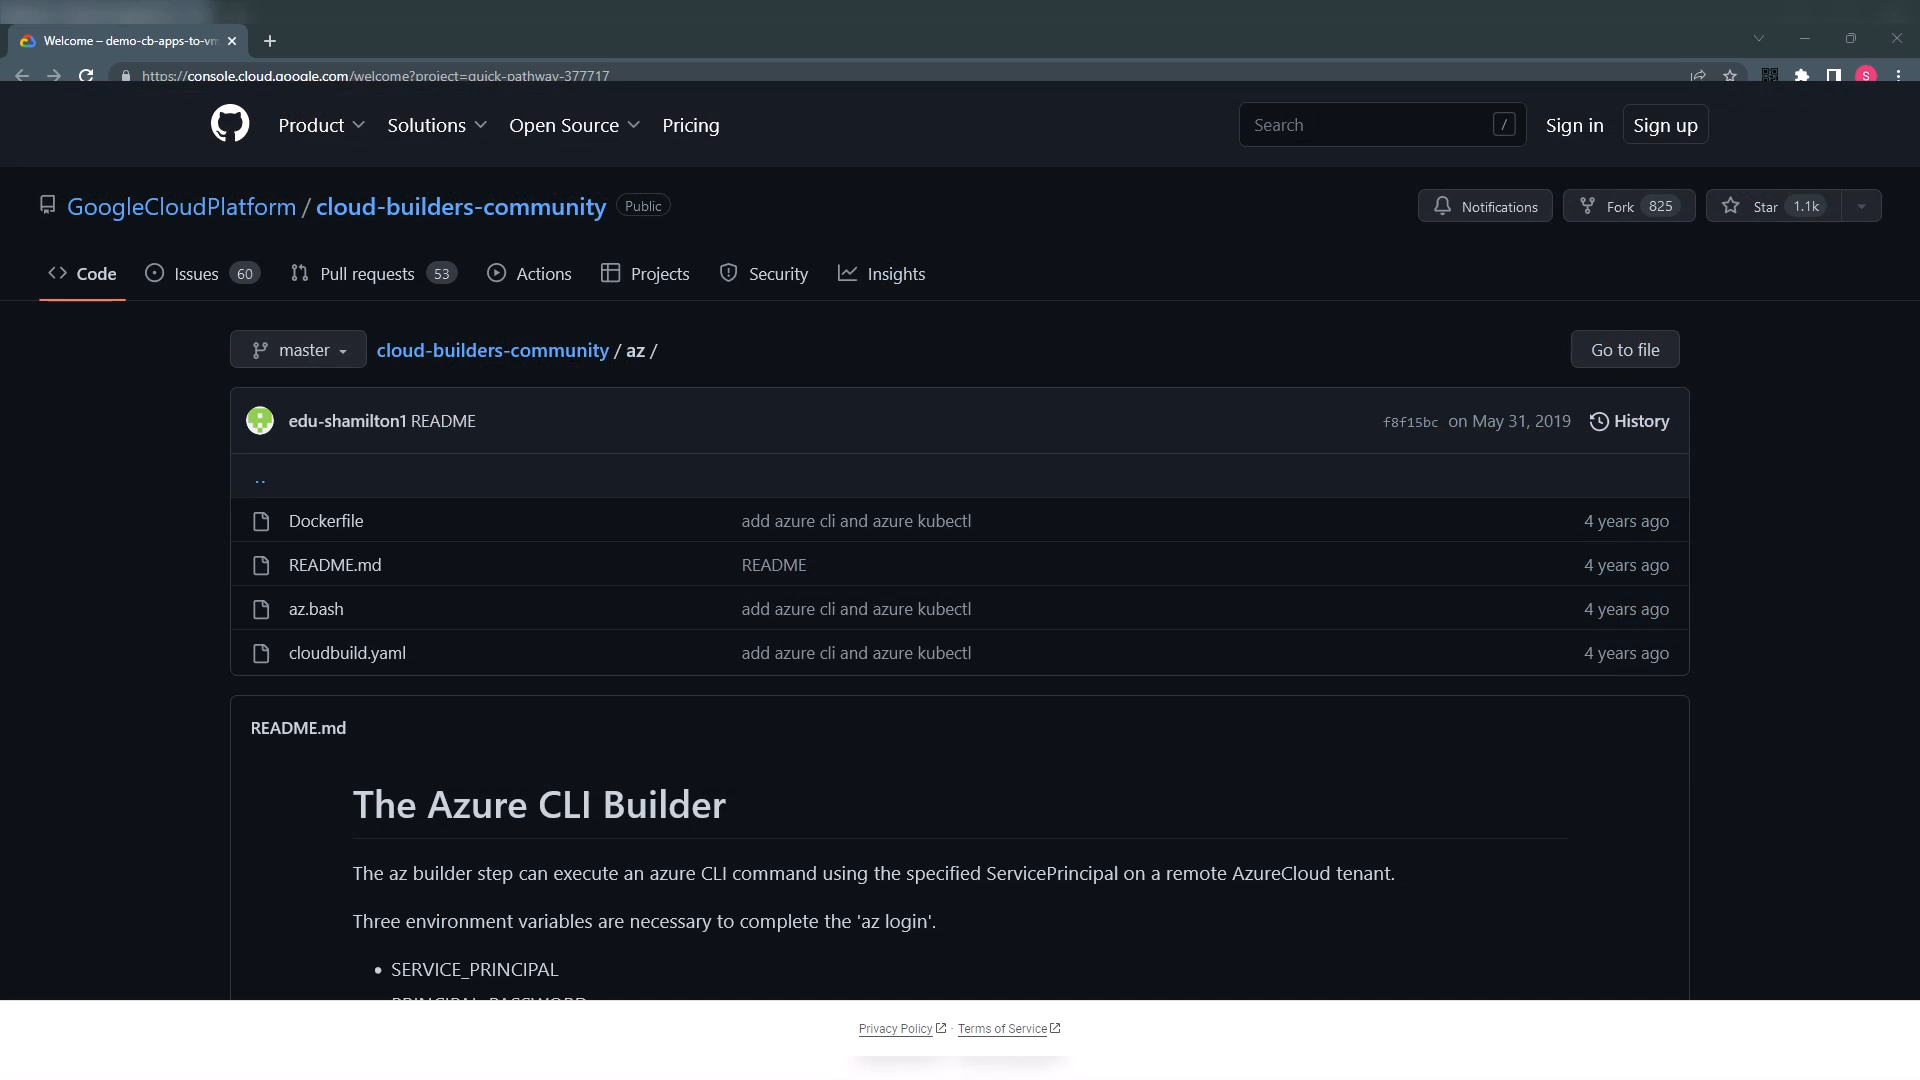 Welcome – demo-cb-apps-to-vm
https://console.cloud.google.com/welcome?project=quick-pathway-377717
S
Product Solutions Open Source Pricing Search / Sign in Sign up
GoogleCloudPlatform / cloud-builders-community Public Notifications Fork 825 Star 1.1k
Code Issues 60 Pull requests 53 Actions Projects Security Insights
master cloud-builders-community / az / Go to file
edu-shamilton1 README f8f15bc on May 31, 2019 History
..
Dockerfile add azure cli and azure kubectl 4 years ago
README.md README 4 years ago
az.bash add azure cli and azure kubectl 4 years ago
cloudbuild.yaml add azure cli and azure kubectl 4 years ago
README.md
The Azure CLI Builder
The az builder step can execute an azure CLI command using the specified ServicePrincipal on a remote AzureCloud tenant.
Three environment variables are necessary to complete the 'az login'.
• SERVICE_PRINCIPAL
PRINCIPAL_PASSWORD
Privacy Policy · Terms of Service